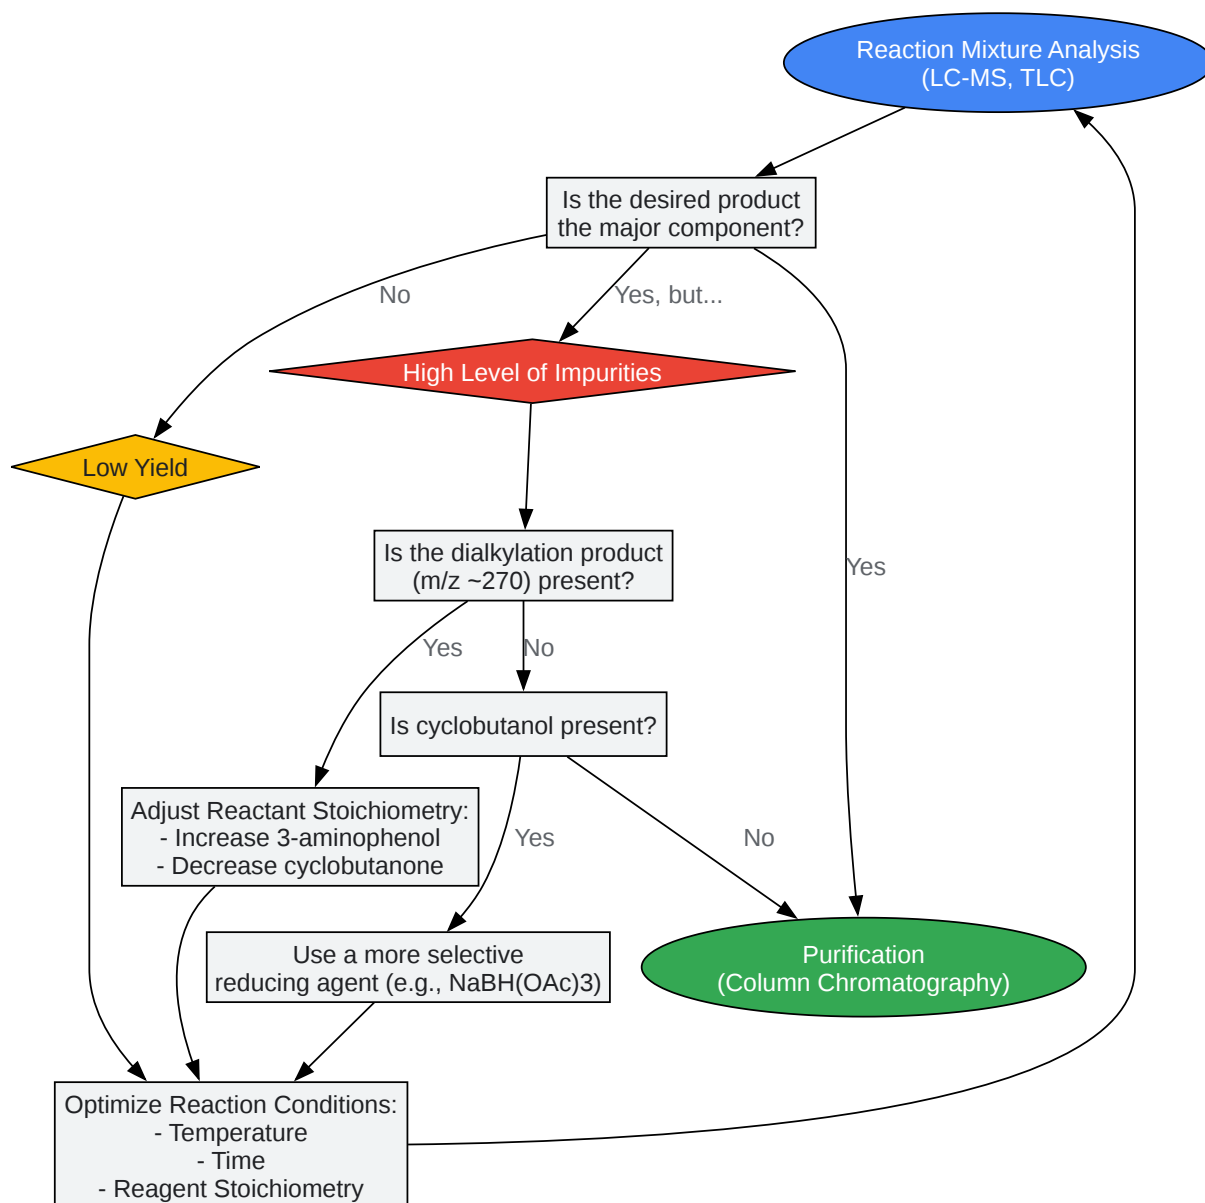 Reaction Mixture Analysis
(LC-MS, TLC)
Is the desired product
the major component?
No
Yes, but...
High Level of Impurities
Low Yield
Is the dialkylation product
(m/z ~270) present?
Yes
Yes
No
Is cyclobutanol present?
Adjust Reactant Stoichiometry:
- Increase 3-aminophenol
- Decrease cyclobutanone
Yes
No
Use a more selective
reducing agent (e.g., NaBH(OAc)3)
Purification
(Column Chromatography)
Optimize Reaction Conditions:
- Temperature
- Time
- Reagent Stoichiometry